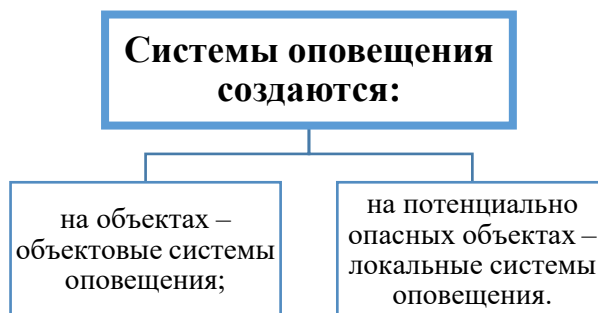 Системы оповещения
создаются:
на объектах –
объектовые системы
оповещения;
на потенциально
опасных объектах –
локальные системы
оповещения.